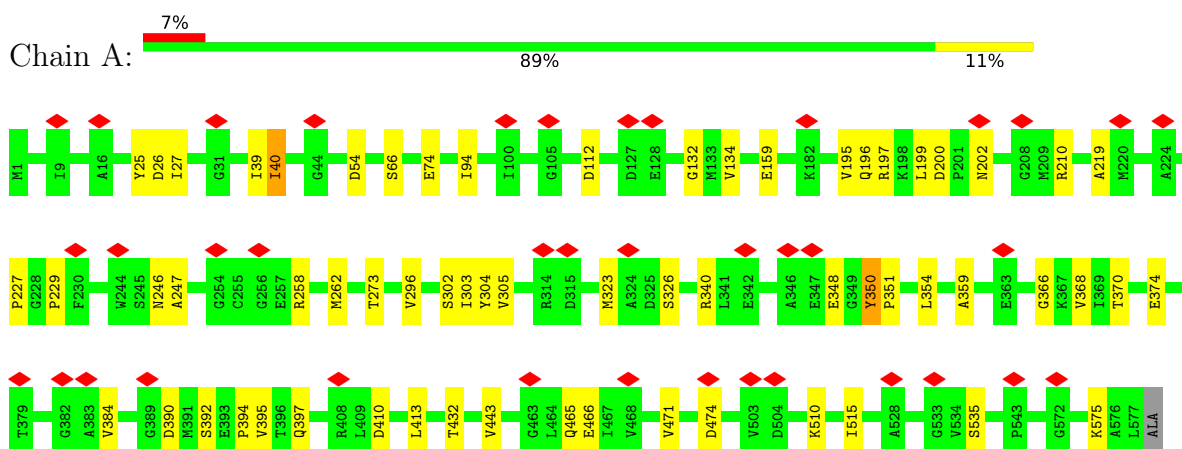 7%
Chain A:
89% 11%
M1 I9 A16 Y25 D26 I27 G31 I39 I40 G44 D54 S66 E74 I94 I100 G105 D112 D127 E128 G132 M133 V134 E159 K182 V195 Q196 R197 K198 L199 D200 P201 N202 G208 M209 R210 A219 M220 A224
P227 G228 P229 F230 W244 S245 N246 A247 G254 C255 G256 E257 R258 M262 T273 V296 S302 I303 Y304 V305 R314 D315 M323 A324 D325 S326 R340 L341 E342 A346 E347 E348 G349 Y350 P351 L354 A359 E363 G366 K367 V368 I369 T370 E374
T379 G382 A383 V384 G389 D390 M391 S392 E393 P394 V395 T396 Q397 R408 L409 D410 L413 T432 V443 G463 L464 Q465 E466 I467 V468 V471 D474 V503 D504 K510 I515 A528 G533 V534 S535 P543 G572 K575 A576 L577 ALA